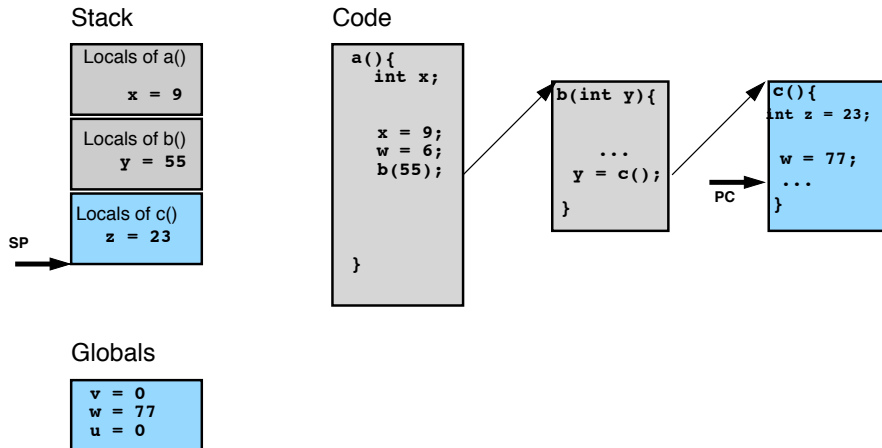 Stack
Locals of a()
x = 9
Locals of b()
y = 55
Locals of c()
z = 23
SP
Code
a(){
int x;
x = 9;
w = 6;
b(55);
}
b(int y){
...
y = c();
}
c(){
int z = 23;
w = 77;
...
}
PC
Globals
v = 0
w = 77
u = 0